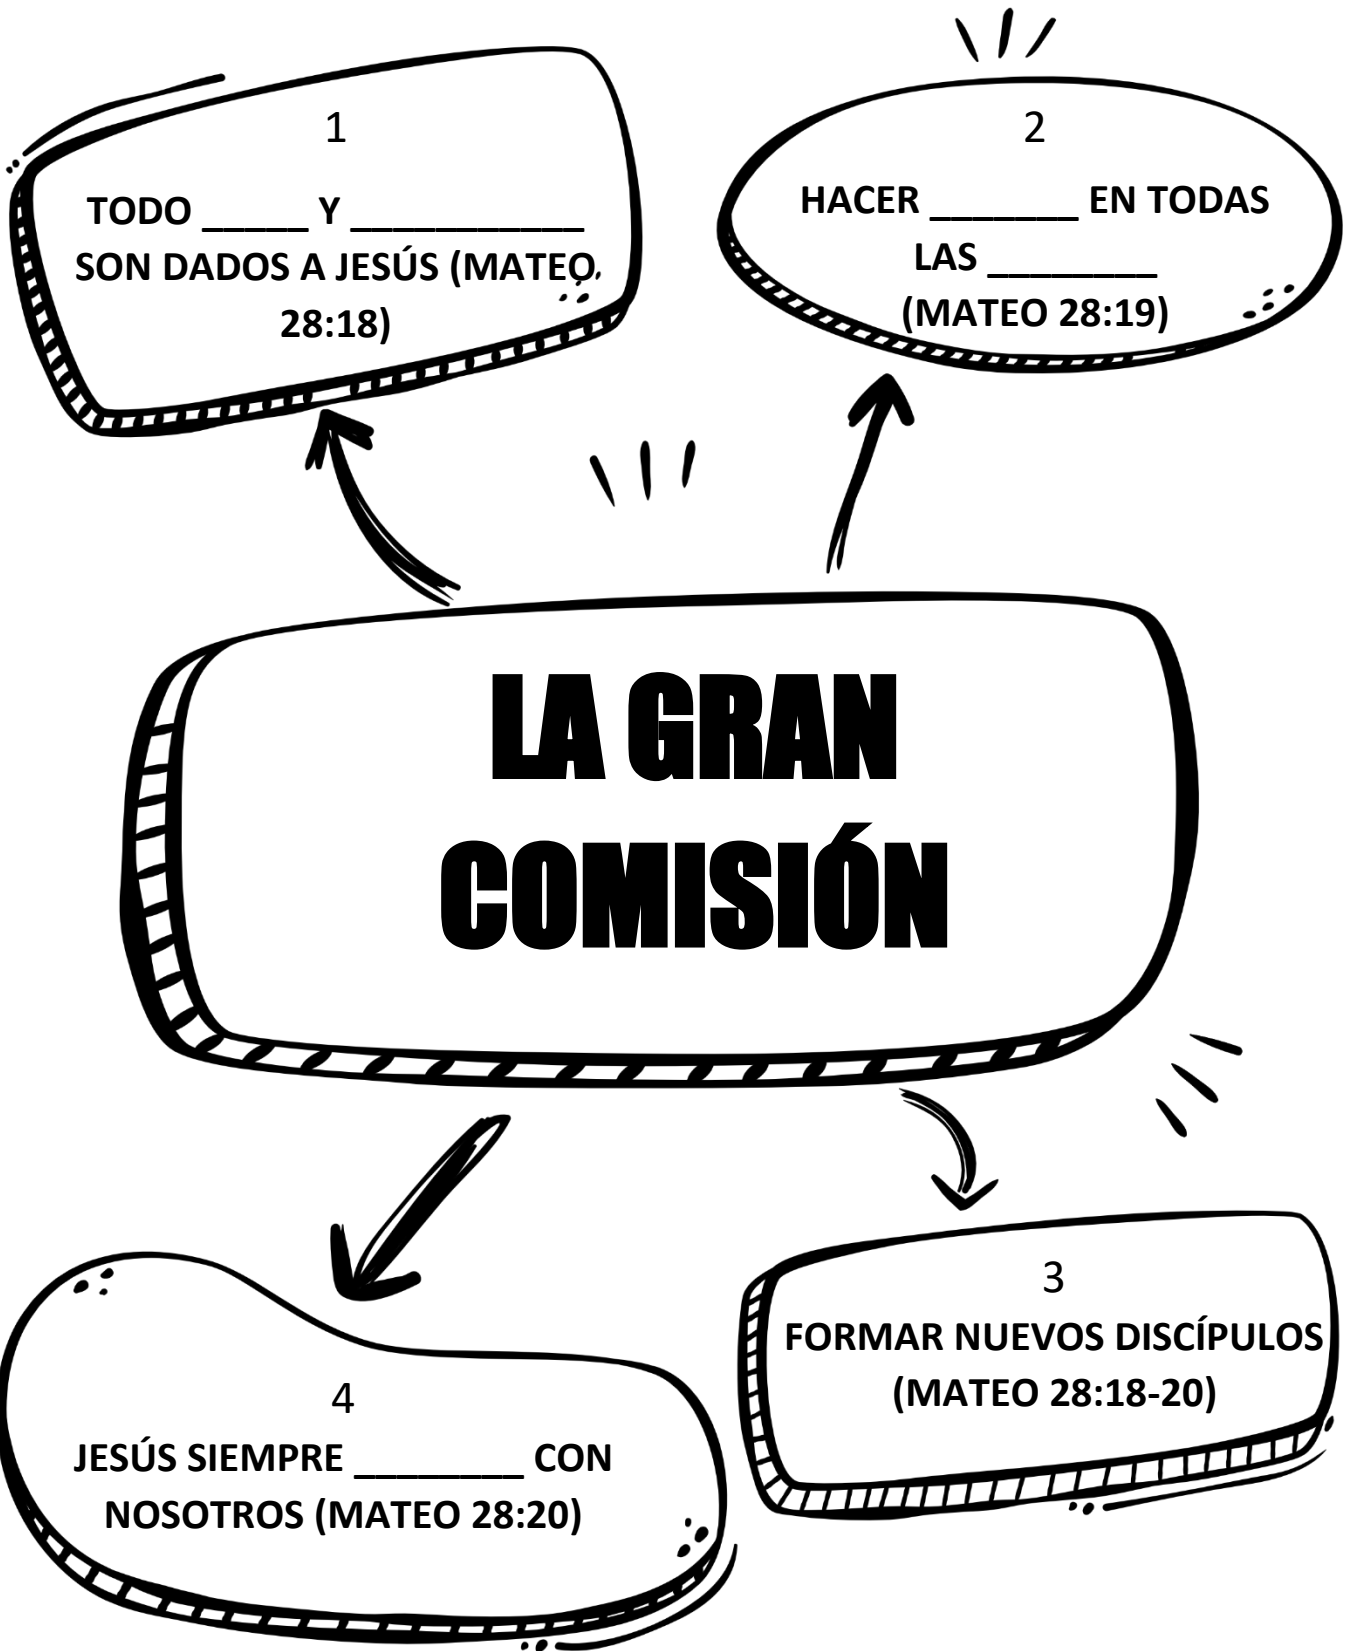 1
TODO _____ Y ___________
SON DADOS A JESÚS (MATEO
28:18)
2
HACER _______ EN TODAS
LAS ________
(MATEO 28:19)
LA GRAN
COMISIÓN
3
FORMAR NUEVOS DISCÍPULOS
(MATEO 28:18-20)
4
JESÚS SIEMPRE ________ CON
NOSOTROS (MATEO 28:20)